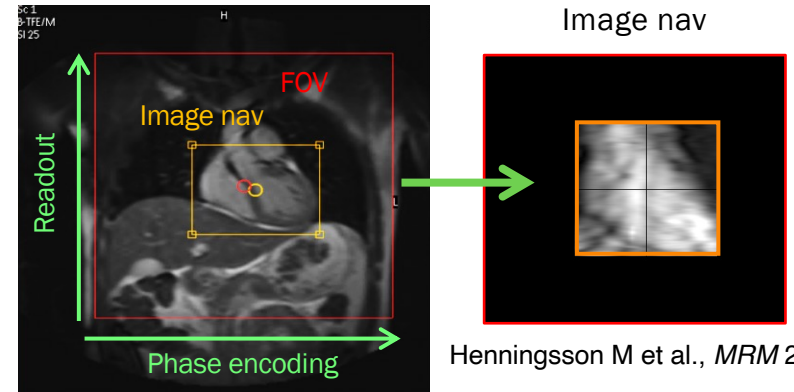 Sc 1
B-TFE/M
SI 25
H
Image nav
FOV
Image nav
Readout
L
Phase encoding
Henningsson M et al., MRM 2